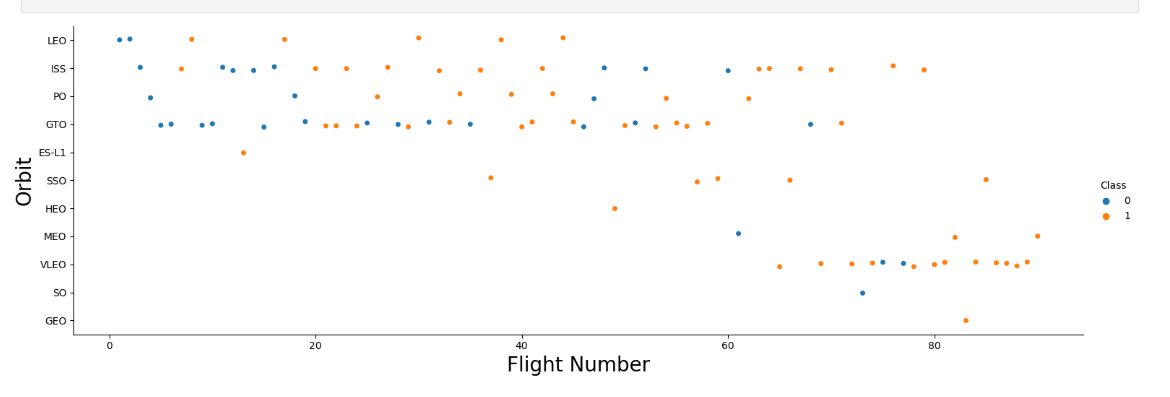 LEO
ISS
PO
GTO
ES-L1
SSO
HEO
MEO
VLEO
SO
GEO
Orbit
0
20
40
60
80
Flight Number
Class
0
1